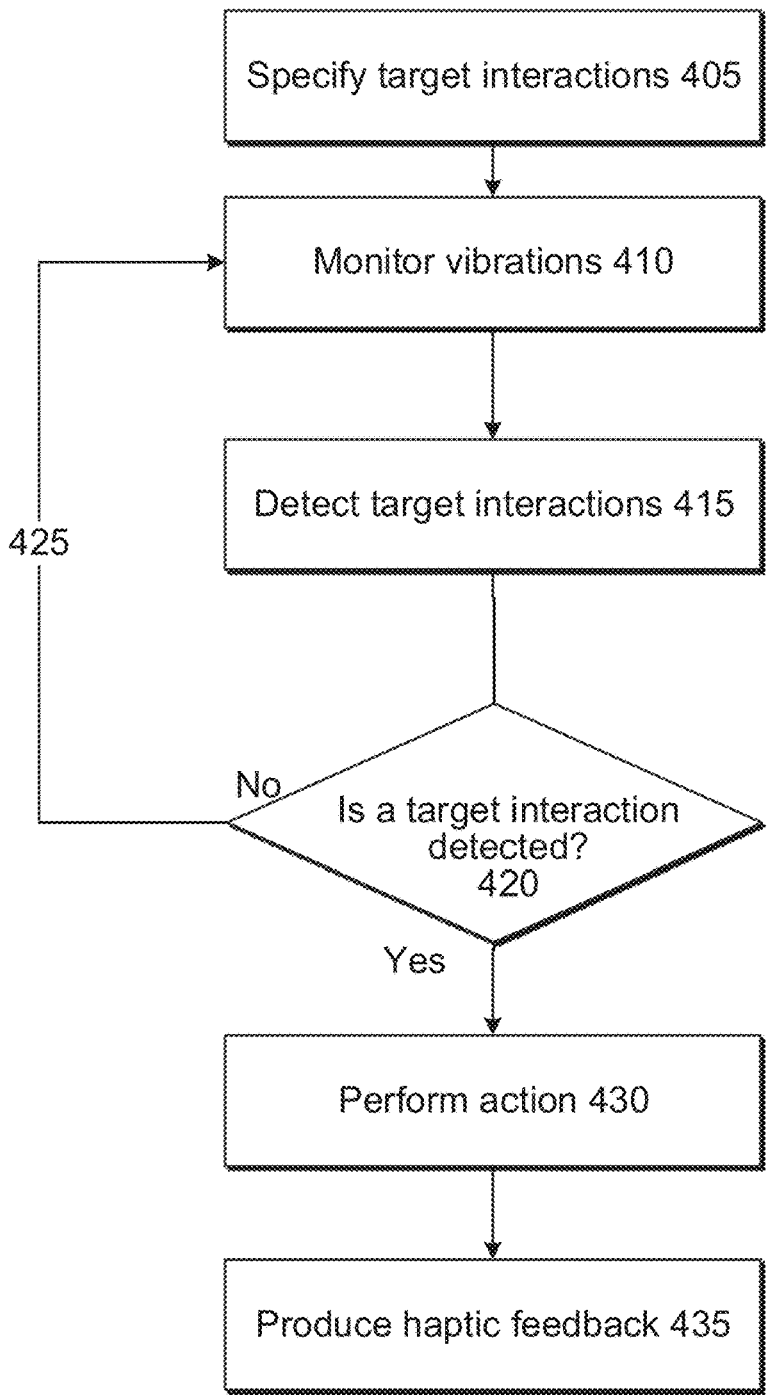 Specify target interactions 405
Monitor vibrations 410
Detect target interactions 415
425
No
Is a target interaction
detected?
420
Yes
Perform action 430
Produce haptic feedback 435